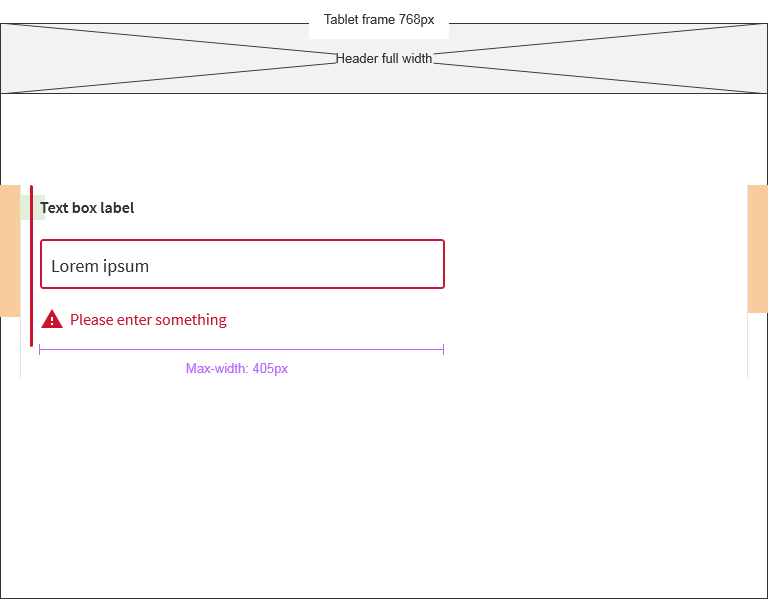 Tablet frame 768px
Header full width
Text box label
Lorem ipsum
Please enter something
Max-width: 405px